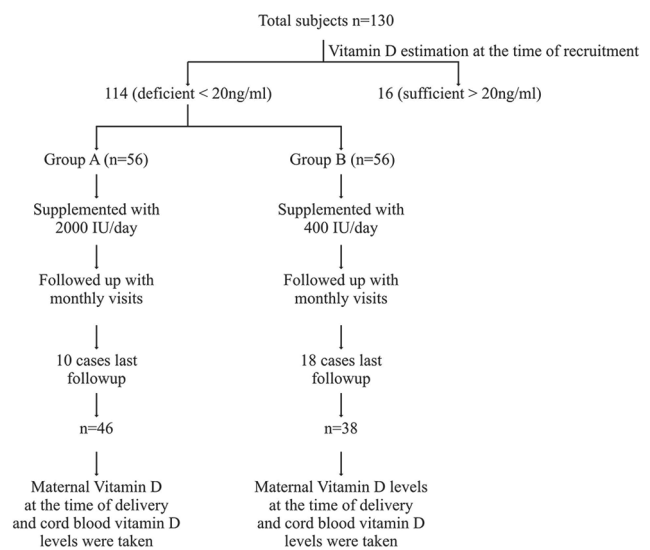 Total subjects n=130
Vitamin D estimation at the time of recruitment
114 (deficient < 20ng/ml)
16 (sufficient > 20ng/ml)
Group A (n=56)
Group B (n=56)
Supplemented with
2000 IU/day
Supplemented with
400 IU/day
Followed up with
monthly visits
Followed up with
monthly visits
10 cases last
followup
18 cases last
followup
n=46
n=38
Maternal Vitamin D
at the time of delivery
and cord blood vitamin D
levels were taken
Maternal Vitamin D levels
at the time of delivery
and cord blood vitamin D
levels were taken